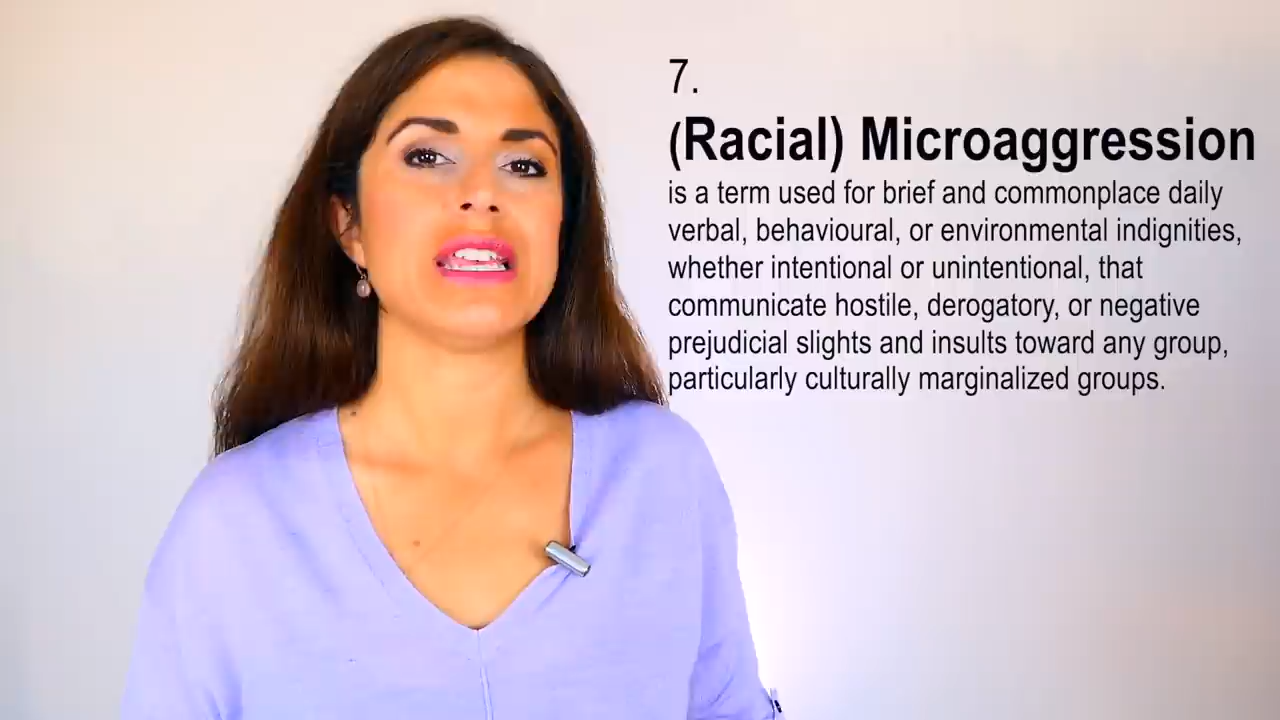 7.
(Racial) Microaggression
is a term used for brief and commonplace daily
verbal, behavioural, or environmental indignities,
whether intentional or unintentional, that
communicate hostile, derogatory, or negative
prejudicial slights and insults toward any group,
particularly culturally marginalized groups.